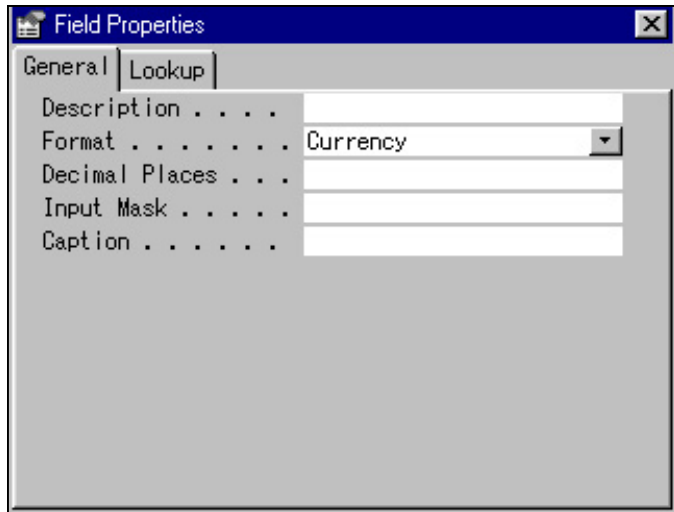 Field Properties
General Lookup
Description . . . .
Format . . . . . . . Currency
Decimal Places . . .
Input Mask . . . . .
Caption . . . . . .